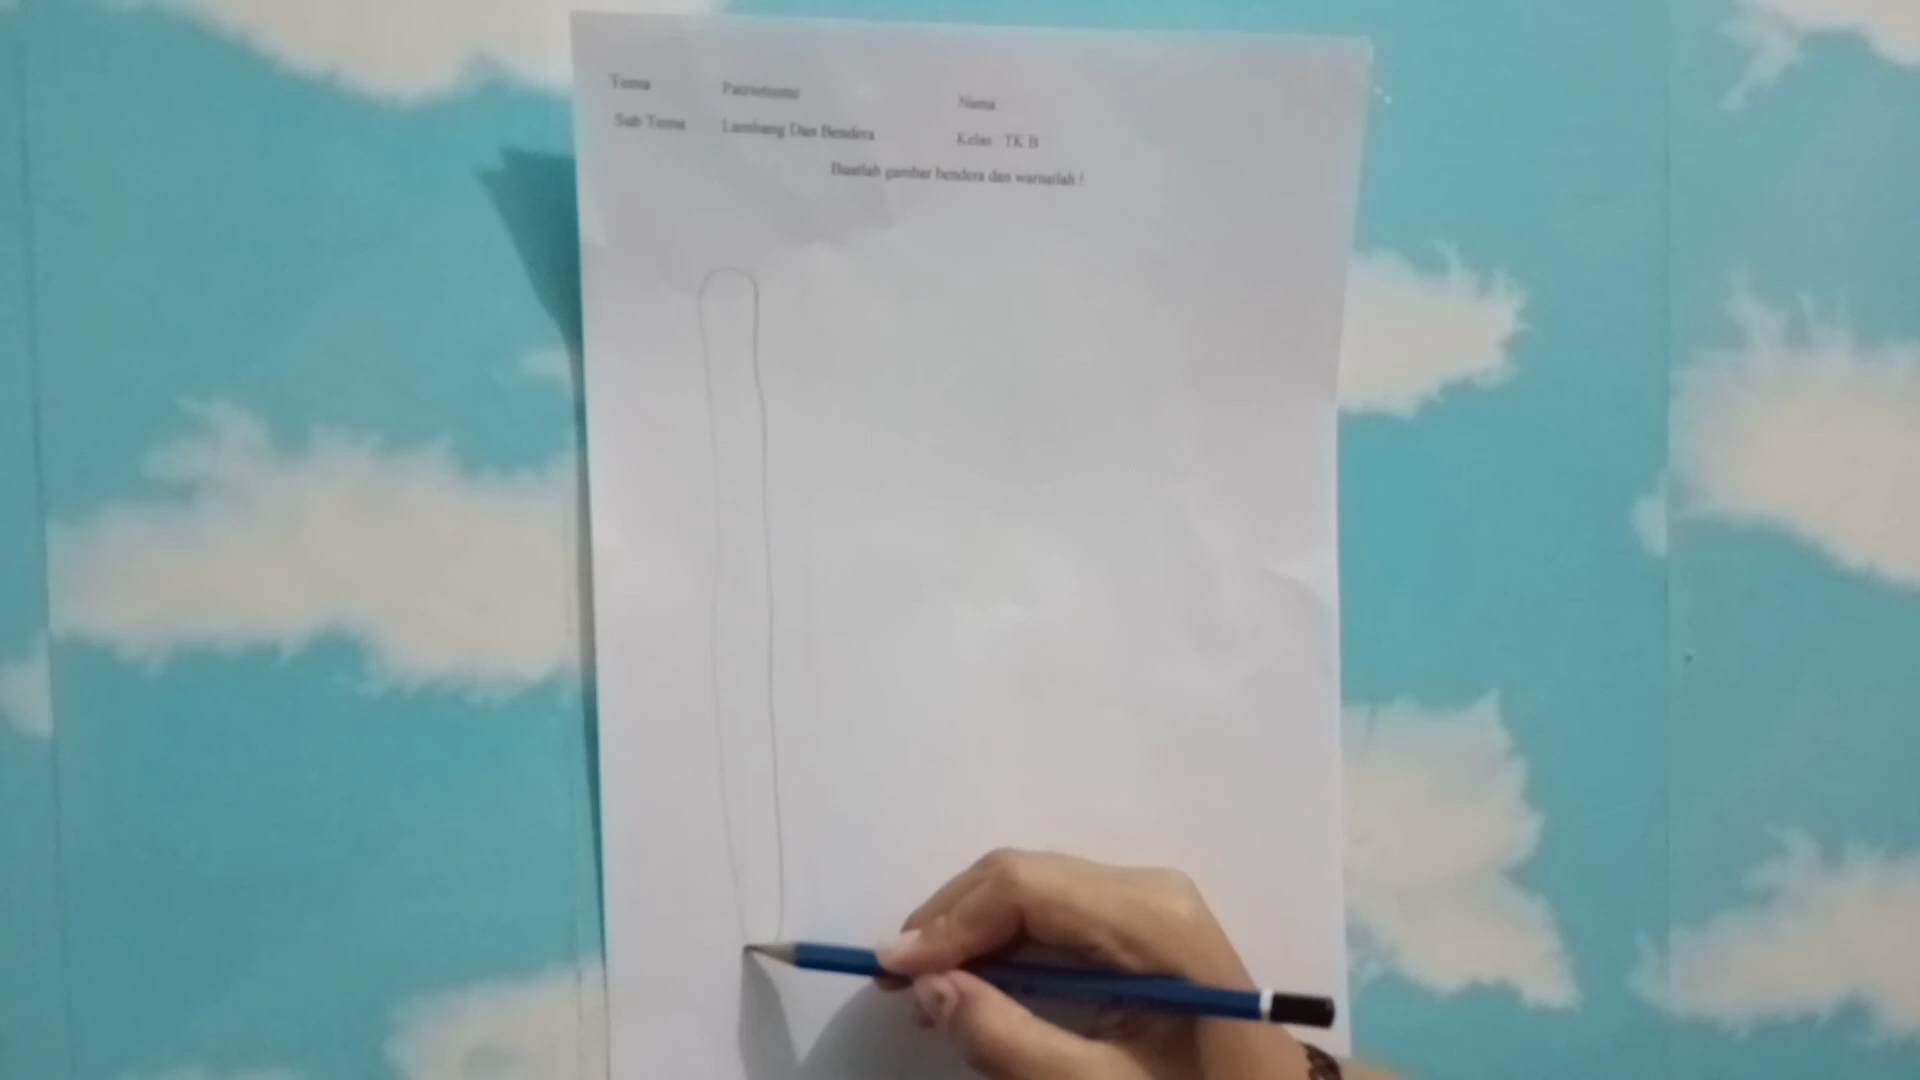 Tema Patriotisme Nama
Sub Tema Lambang Dan Bendera Kelas : TK B
Buatlah gambar bendera dan warnailah !